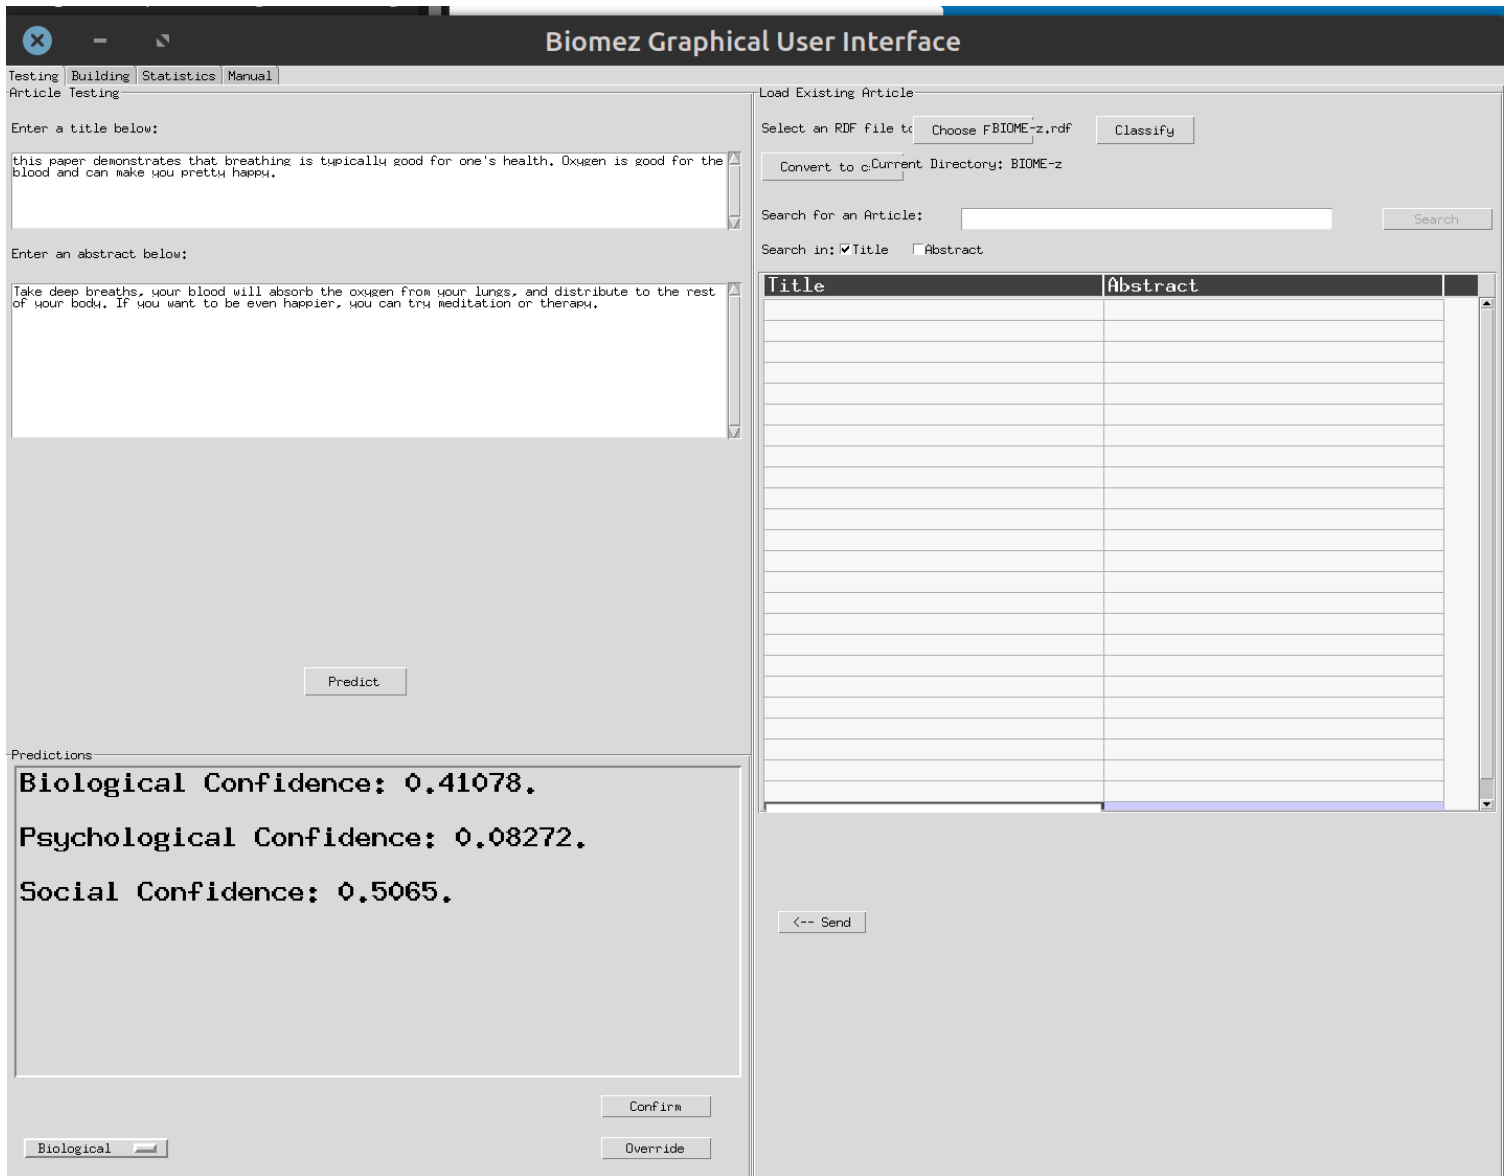 Biomez Graphical User Interface
Testing Building Statistics Manual
Article Testing
Enter a title below:
this paper demonstrates that breathing is typically good for one's health. Oxygen is good for the
blood and can make you pretty happy.
Enter an abstract below:
Take deep breaths, your blood will absorb the oxygen from your lungs, and distribute to the rest
of your body. If you want to be even happier, you can try meditation or therapy.
Predict
Predictions
Biological Confidence: 0.41078.
Psychological Confidence: 0.08272.
Social Confidence: 0.5065.
Confirm
Biological
Override
Load Existing Article
Select an RDF file to
Choose F
BIOME-z.rdf
Classify
Convert to c
Current Directory: BIOME-z
Search for an Article:
Search
Search in: Title Abstract
Title Abstract
<-- Send